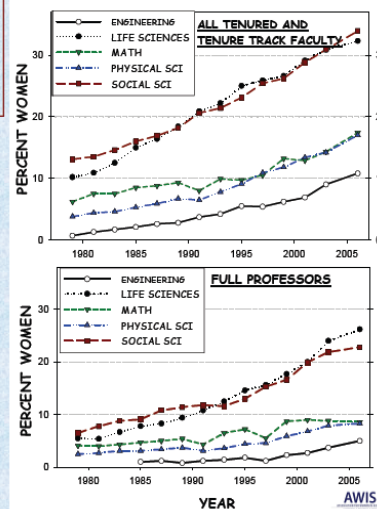 ENGINEERING
LIFE SCIENCES
MATH
PHYSICAL SCI
SOCIAL SCI
ALL TENURED AND
TENURE TRACK FACULTY
PERCENT WOMEN
30
20
10
0
1980 1985 1990 1995 2000 2005
ENGINEERING
LIFE SCIENCES
MATH
PHYSICAL SCI
SOCIAL SCI
FULL PROFESSORS
PERCENT WOMEN
30
20
10
0
1980 1985 1990 1995 2000 2005
YEAR
AWIS